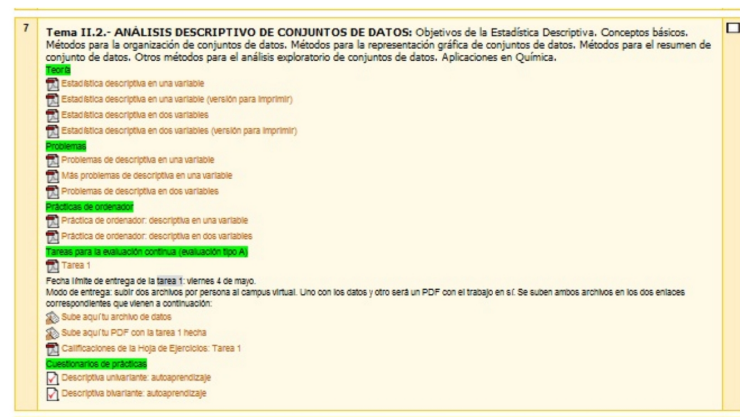 7
Tema II.2.- ANÁLISIS DESCRIPTIVO DE CONJUNTOS DE DATOS: Objetivos de la Estadística Descriptiva. Conceptos básicos.
Métodos para la organización de conjuntos de datos. Métodos para la representación gráfica de conjuntos de datos. Métodos para el resumen de
conjunto de datos. Otros métodos para el análisis exploratorio de conjuntos de datos. Aplicaciones en Química.
Teoría
Estadística descriptiva en una variable
Estadística descriptiva en una variable (versión para imprimir)
Estadística descriptiva en dos variables
Estadística descriptiva en dos variables (versión para imprimir)
Problemas
Problemas de descriptiva en una variable
Más problemas de descriptiva en una variable
Problemas de descriptiva en dos variables
Prácticas de ordenador
Práctica de ordenador: descriptiva en una variable
Práctica de ordenador: descriptiva en dos variables
Tareas para la evaluación continua (evaluación tipo A)
Tarea 1
Fecha límite de entrega de la tarea 1: viernes 4 de mayo.
Modo de entrega: subir dos archivos por persona al campus virtual. Uno con los datos y otro será un PDF con el trabajo en sí. Se suben ambos archivos en los dos enlaces
correspondientes que vienen a continuación:
Sube aquí tu archivo de datos
Sube aquí tu PDF con la tarea 1 hecha
Calificaciones de la Hoja de Ejercicios: Tarea 1
Cuestionarios de prácticas
Descriptiva univariante: autoaprendizaje
Descriptiva bivariante: autoaprendizaje